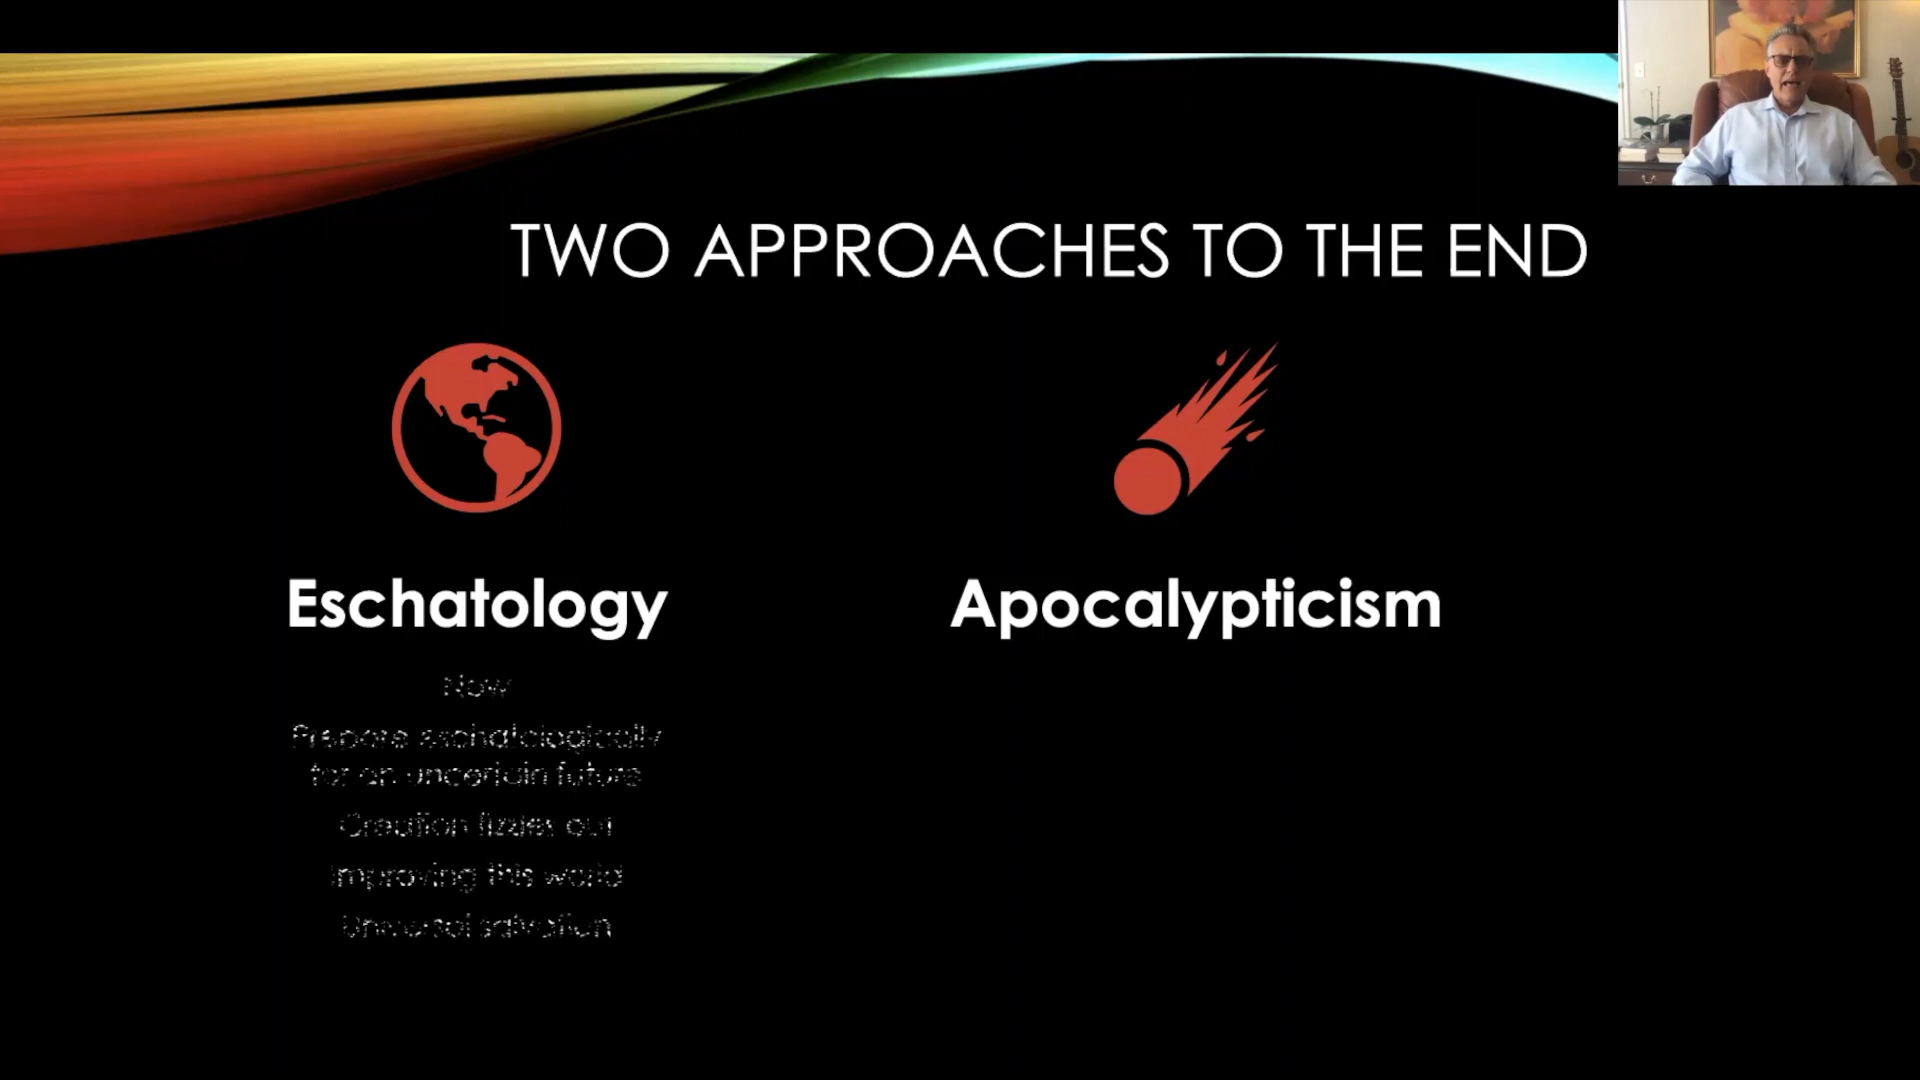 TWO APPROACHES TO THE END
Eschatology
Apocalypticism
Now
Prepare eschatologically
for an uncertain future
Creation fizzles out
Improving this world
Universal salvation